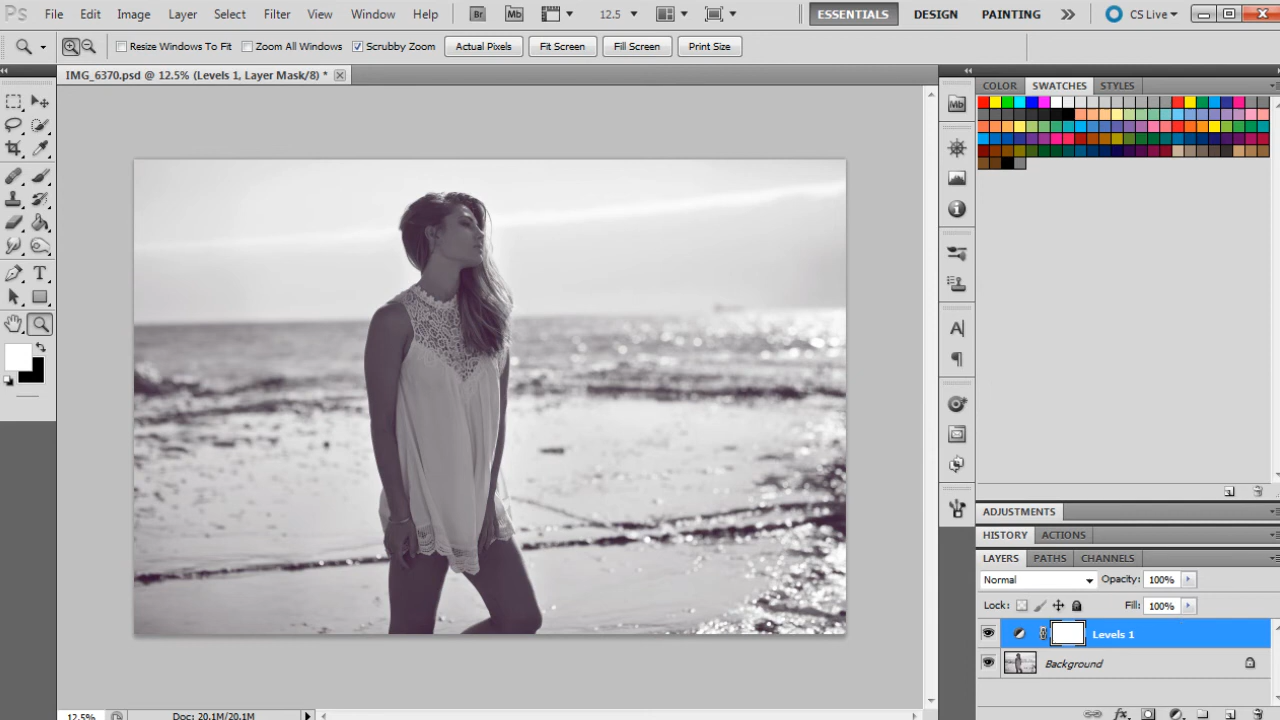 Ps File Edit Image Layer Select Filter View Window Help Br Mb 12.5 ESSENTIALS DESIGN PAINTING CS Live
Resize Windows To Fit Zoom All Windows Scrubby Zoom Actual Pixels Fit Screen Fill Screen Print Size
IMG_6370.psd @ 12.5% (Levels 1, Layer Mask/8) *
COLOR SWATCHES STYLES
Mb
T
A
ADJUSTMENTS
HISTORY ACTIONS
LAYERS PATHS CHANNELS
Normal Opacity: 100%
Lock: Fill: 100%
Levels 1
Background
fx
12.5% Doc: 20.1M/20.1M